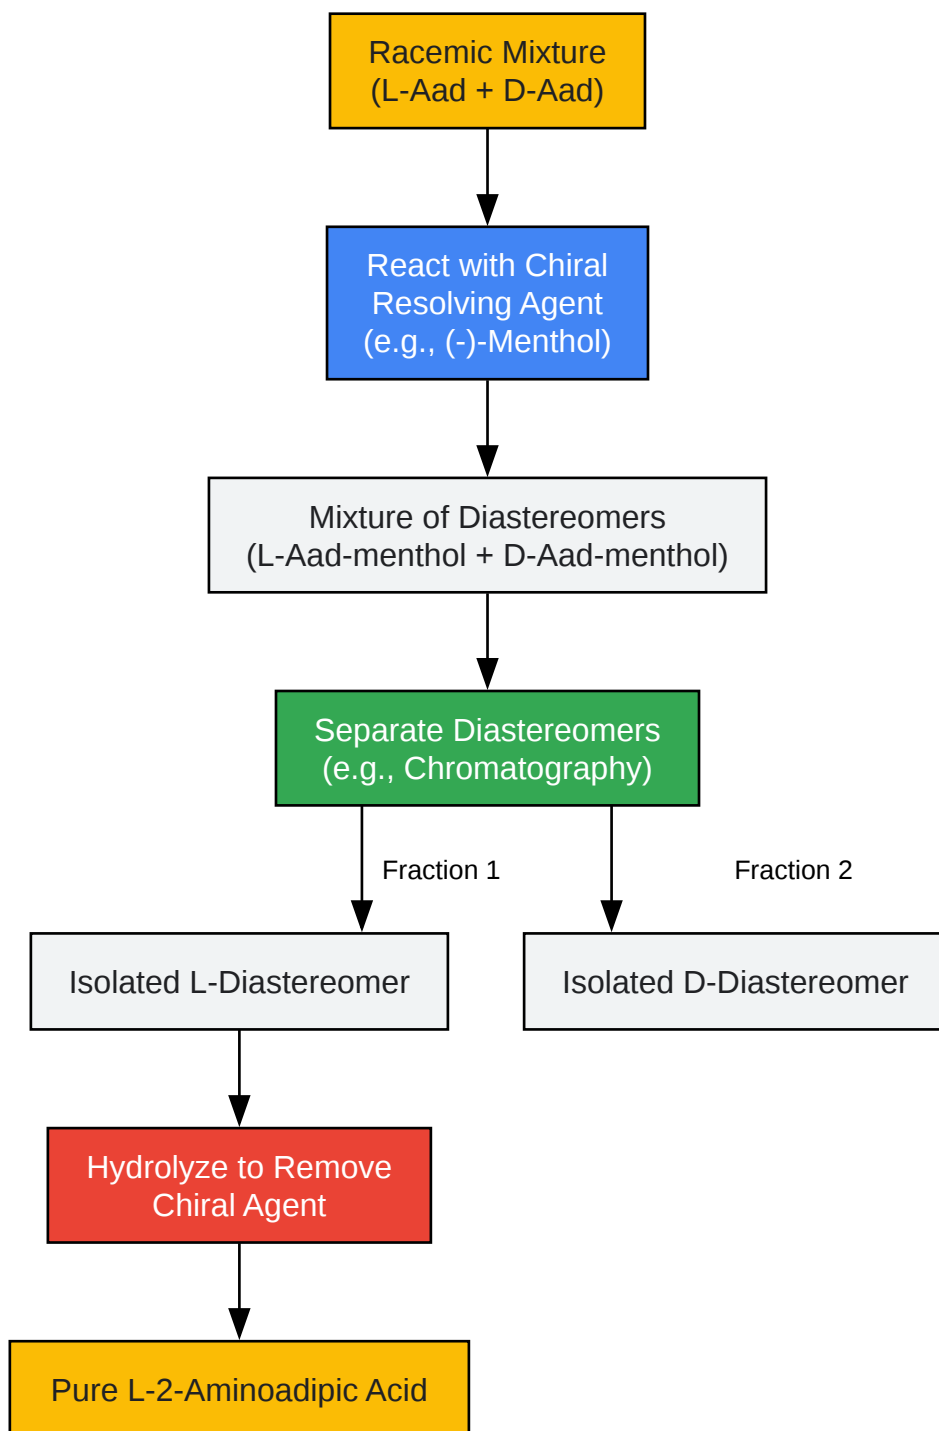 Racemic Mixture
(L-Aad + D-Aad)
React with Chiral
Resolving Agent
(e.g., (-)-Menthol)
Mixture of Diastereomers
(L-Aad-menthol + D-Aad-menthol)
Separate Diastereomers
(e.g., Chromatography)
Fraction 1
Fraction 2
Isolated L-Diastereomer
Isolated D-Diastereomer
Hydrolyze to Remove
Chiral Agent
Pure L-2-Aminoadipic Acid